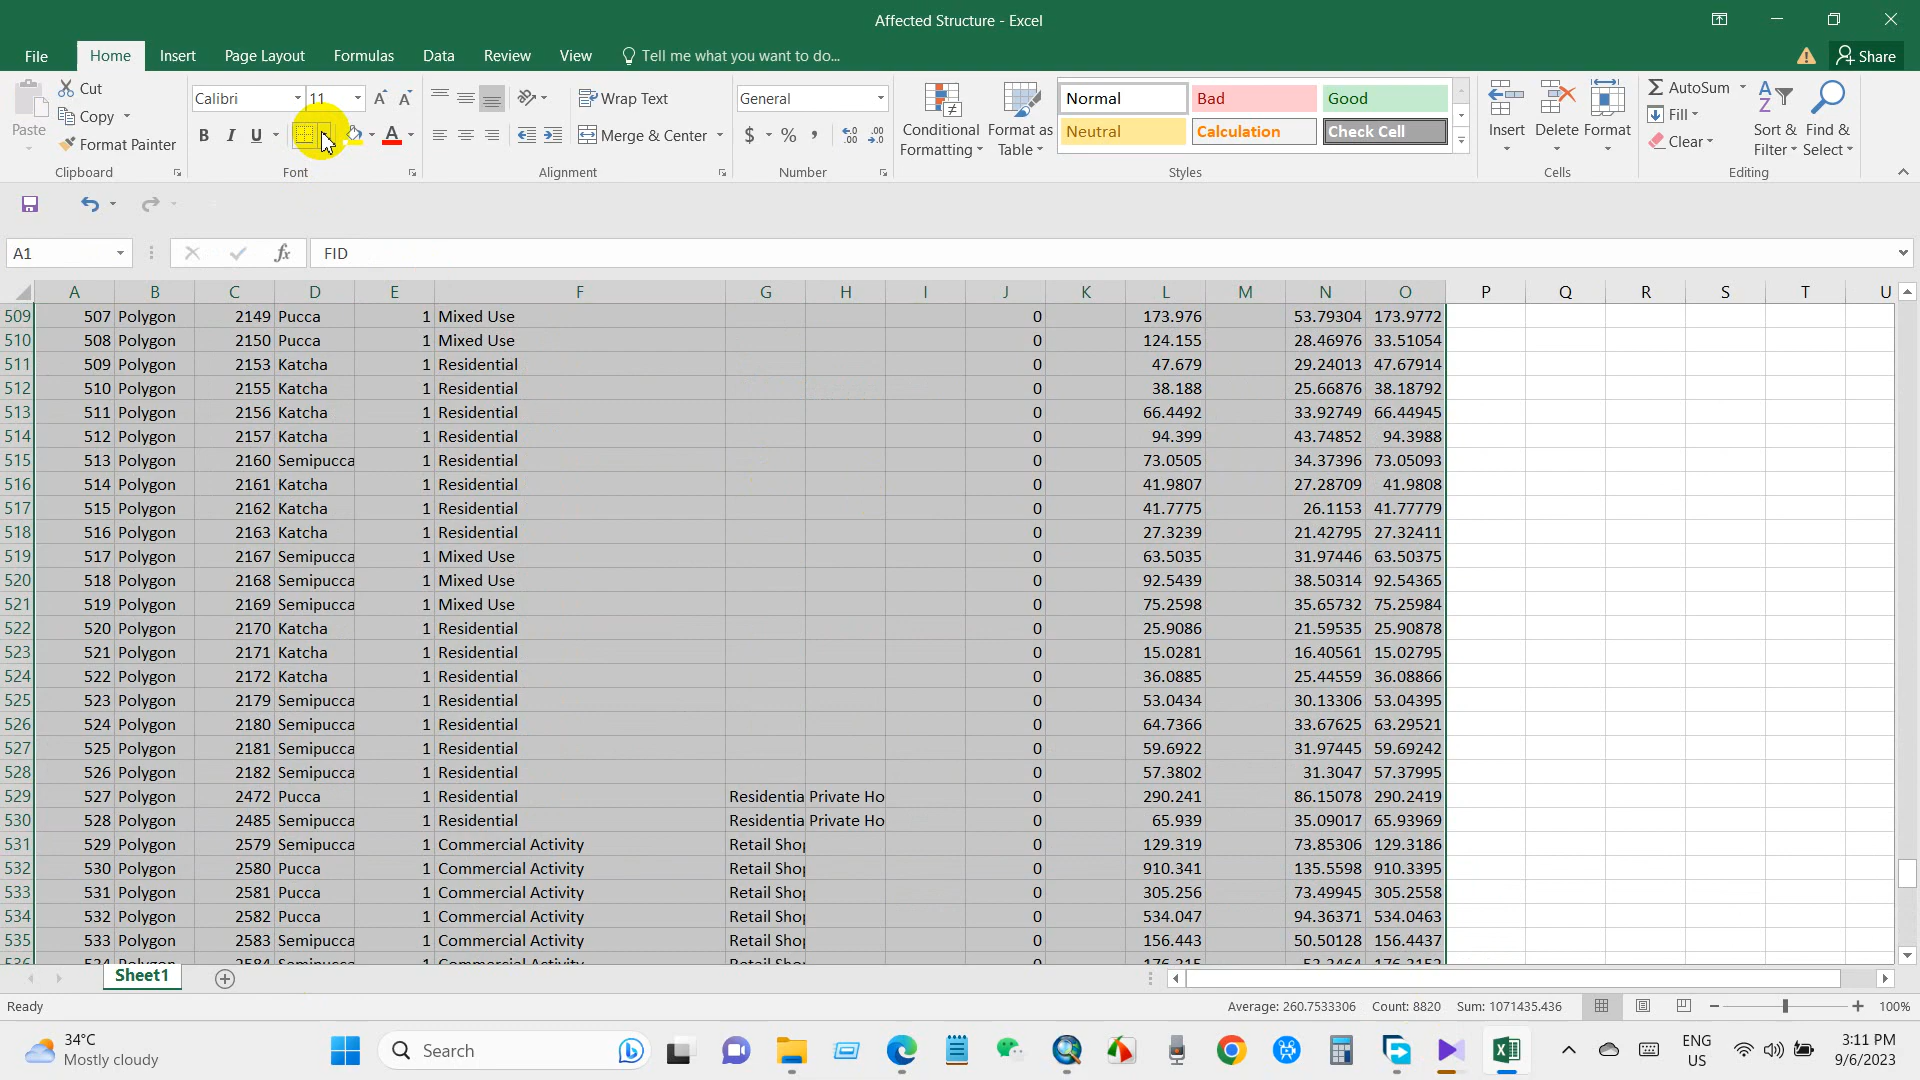 Affected Structure - Excel
File Home Insert Page Layout Formulas Data Review View Tell me what you want to do... Share
Paste Cut Copy Format Painter Clipboard
Calibri 11 B I U A Font
Wrap Text Merge & Center Alignment
General $ % , Number
Conditional Formatting Format as Table Normal Bad Good Neutral Calculation Check Cell Styles
Insert Delete Format Cells
AutoSum Fill Clear Sort & Filter Find & Select Editing
A1 fx FID
A B C D E F G H I J K L M N O P Q R S T U
509 507 Polygon 2149 Pucca 1 Mixed Use 0 173.976 53.79304 173.9772
510 508 Polygon 2150 Pucca 1 Mixed Use 0 124.155 28.46976 33.51054
511 509 Polygon 2153 Katcha 1 Residential 0 47.679 29.24013 47.67914
512 510 Polygon 2155 Katcha 1 Residential 0 38.188 25.66876 38.18792
513 511 Polygon 2156 Katcha 1 Residential 0 66.4492 33.92749 66.44945
514 512 Polygon 2157 Katcha 1 Residential 0 94.399 43.74852 94.3988
515 513 Polygon 2160 Semipucca 1 Residential 0 73.0505 34.37396 73.05093
516 514 Polygon 2161 Katcha 1 Residential 0 41.9807 27.28709 41.9808
517 515 Polygon 2162 Katcha 1 Residential 0 41.7775 26.1153 41.77779
518 516 Polygon 2163 Katcha 1 Residential 0 27.3239 21.42795 27.32411
519 517 Polygon 2167 Semipucca 1 Mixed Use 0 63.5035 31.97446 63.50375
520 518 Polygon 2168 Semipucca 1 Mixed Use 0 92.5439 38.50314 92.54365
521 519 Polygon 2169 Semipucca 1 Mixed Use 0 75.2598 35.65732 75.25984
522 520 Polygon 2170 Katcha 1 Residential 0 25.9086 21.59535 25.90878
523 521 Polygon 2171 Katcha 1 Residential 0 15.0281 16.40561 15.02795
524 522 Polygon 2172 Katcha 1 Residential 0 36.0885 25.44559 36.08866
525 523 Polygon 2179 Semipucca 1 Residential 0 53.0434 30.13306 53.04395
526 524 Polygon 2180 Semipucca 1 Residential 0 64.7366 33.67625 63.29521
527 525 Polygon 2181 Semipucca 1 Residential 0 59.6922 31.97445 59.69242
528 526 Polygon 2182 Semipucca 1 Residential 0 57.3802 31.3047 57.37995
529 527 Polygon 2472 Pucca 1 Residential Residentia Private Ho 0 290.241 86.15078 290.2419
530 528 Polygon 2485 Semipucca 1 Residential Residentia Private Ho 0 65.939 35.09017 65.93969
531 529 Polygon 2579 Semipucca 1 Commercial Activity Retail Shop 0 129.319 73.85306 129.3186
532 530 Polygon 2580 Pucca 1 Commercial Activity Retail Shop 0 910.341 135.5598 910.3395
533 531 Polygon 2581 Pucca 1 Commercial Activity Retail Shop 0 305.256 73.49945 305.2558
534 532 Polygon 2582 Pucca 1 Commercial Activity Retail Shop 0 534.047 94.36371 534.0463
535 533 Polygon 2583 Semipucca 1 Commercial Activity Retail Shop 0 156.443 50.50128 156.4437
Sheet1
Ready Average: 260.7533306 Count: 8820 Sum: 1071435.436 100%
34°C
Mostly cloudy
Search
ENG
US
3:11 PM
9/6/2023